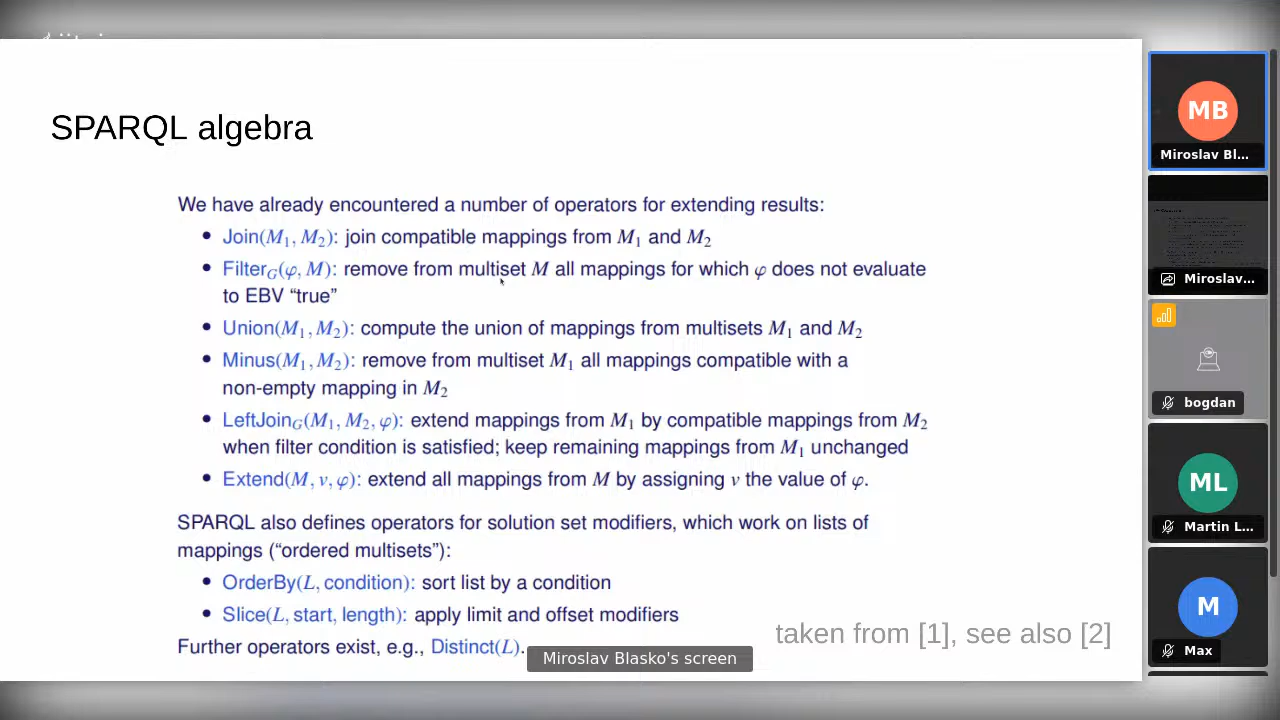 SPARQL algebra
We have already encountered a number of operators for extending results:
• Join(M₁, M₂): join compatible mappings from M₁ and M₂
• Filter_G(φ, M): remove from multiset M all mappings for which φ does not evaluate
to EBV “true”
• Union(M₁, M₂): compute the union of mappings from multisets M₁ and M₂
• Minus(M₁, M₂): remove from multiset M₁ all mappings compatible with a
non-empty mapping in M₂
• LeftJoin_G(M₁, M₂, φ): extend mappings from M₁ by compatible mappings from M₂
when filter condition is satisfied; keep remaining mappings from M₁ unchanged
• Extend(M, v, φ): extend all mappings from M by assigning v the value of φ.
SPARQL also defines operators for solution set modifiers, which work on lists of
mappings (“ordered multisets”):
• OrderBy(L, condition): sort list by a condition
• Slice(L, start, length): apply limit and offset modifiers
Further operators exist, e.g., Distinct(L).
taken from [1], see also [2]
Miroslav Blasko's screen
MB
Miroslav Bl...
Miroslav...
bogdan
ML
Martin L...
M
Max